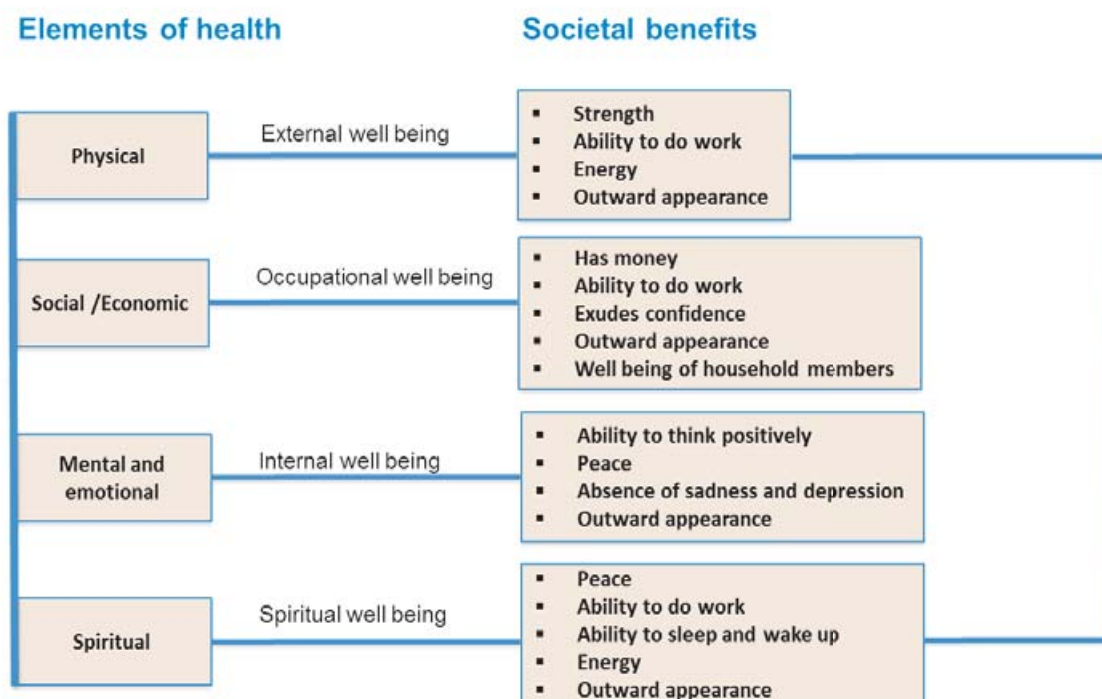 Elements of health
Societal benefits
Physical
External well being
▪ Strength
▪ Ability to do work
▪ Energy
▪ Outward appearance
Social /Economic
Occupational well being
▪ Has money
▪ Ability to do work
▪ Exudes confidence
▪ Outward appearance
▪ Well being of household members
Mental and
emotional
Internal well being
▪ Ability to think positively
▪ Peace
▪ Absence of sadness and depression
▪ Outward appearance
Spiritual
Spiritual well being
▪ Peace
▪ Ability to do work
▪ Ability to sleep and wake up
▪ Energy
▪ Outward appearance